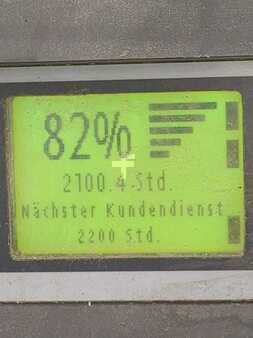 82%
2100.4 Std.
Nächster Kundendienst
2200 Std.